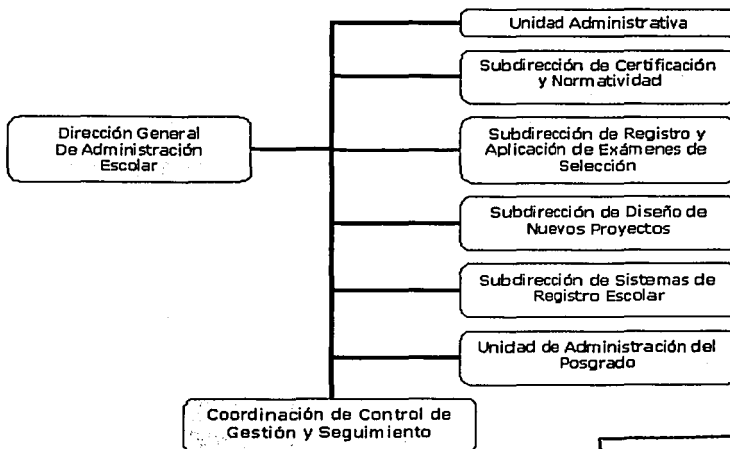 Unidad Administrativa
Subdirección de Certificación
y Normatividad
Dirección General
De Administración
Escolar
Subdirección de Registro y
Aplicación de Exámenes de
Selección
Subdirección de Diseño de
Nuevos Proyectos
Subdirección de Sistemas de
Registro Escolar
Unidad de Administración del
Posgrado
Coordinación de Control de
Gestión y Seguimiento